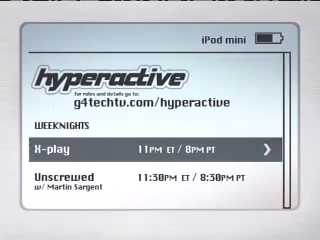 iPod mini
hyperactive
for rules and details go to:
g4techtv.com/hyperactive
WEEKNIGHTS
X-play 11PM ET / 8PM PT
Unscrewed 11:30PM ET / 8:30PM PT
w/ Martin Sargent